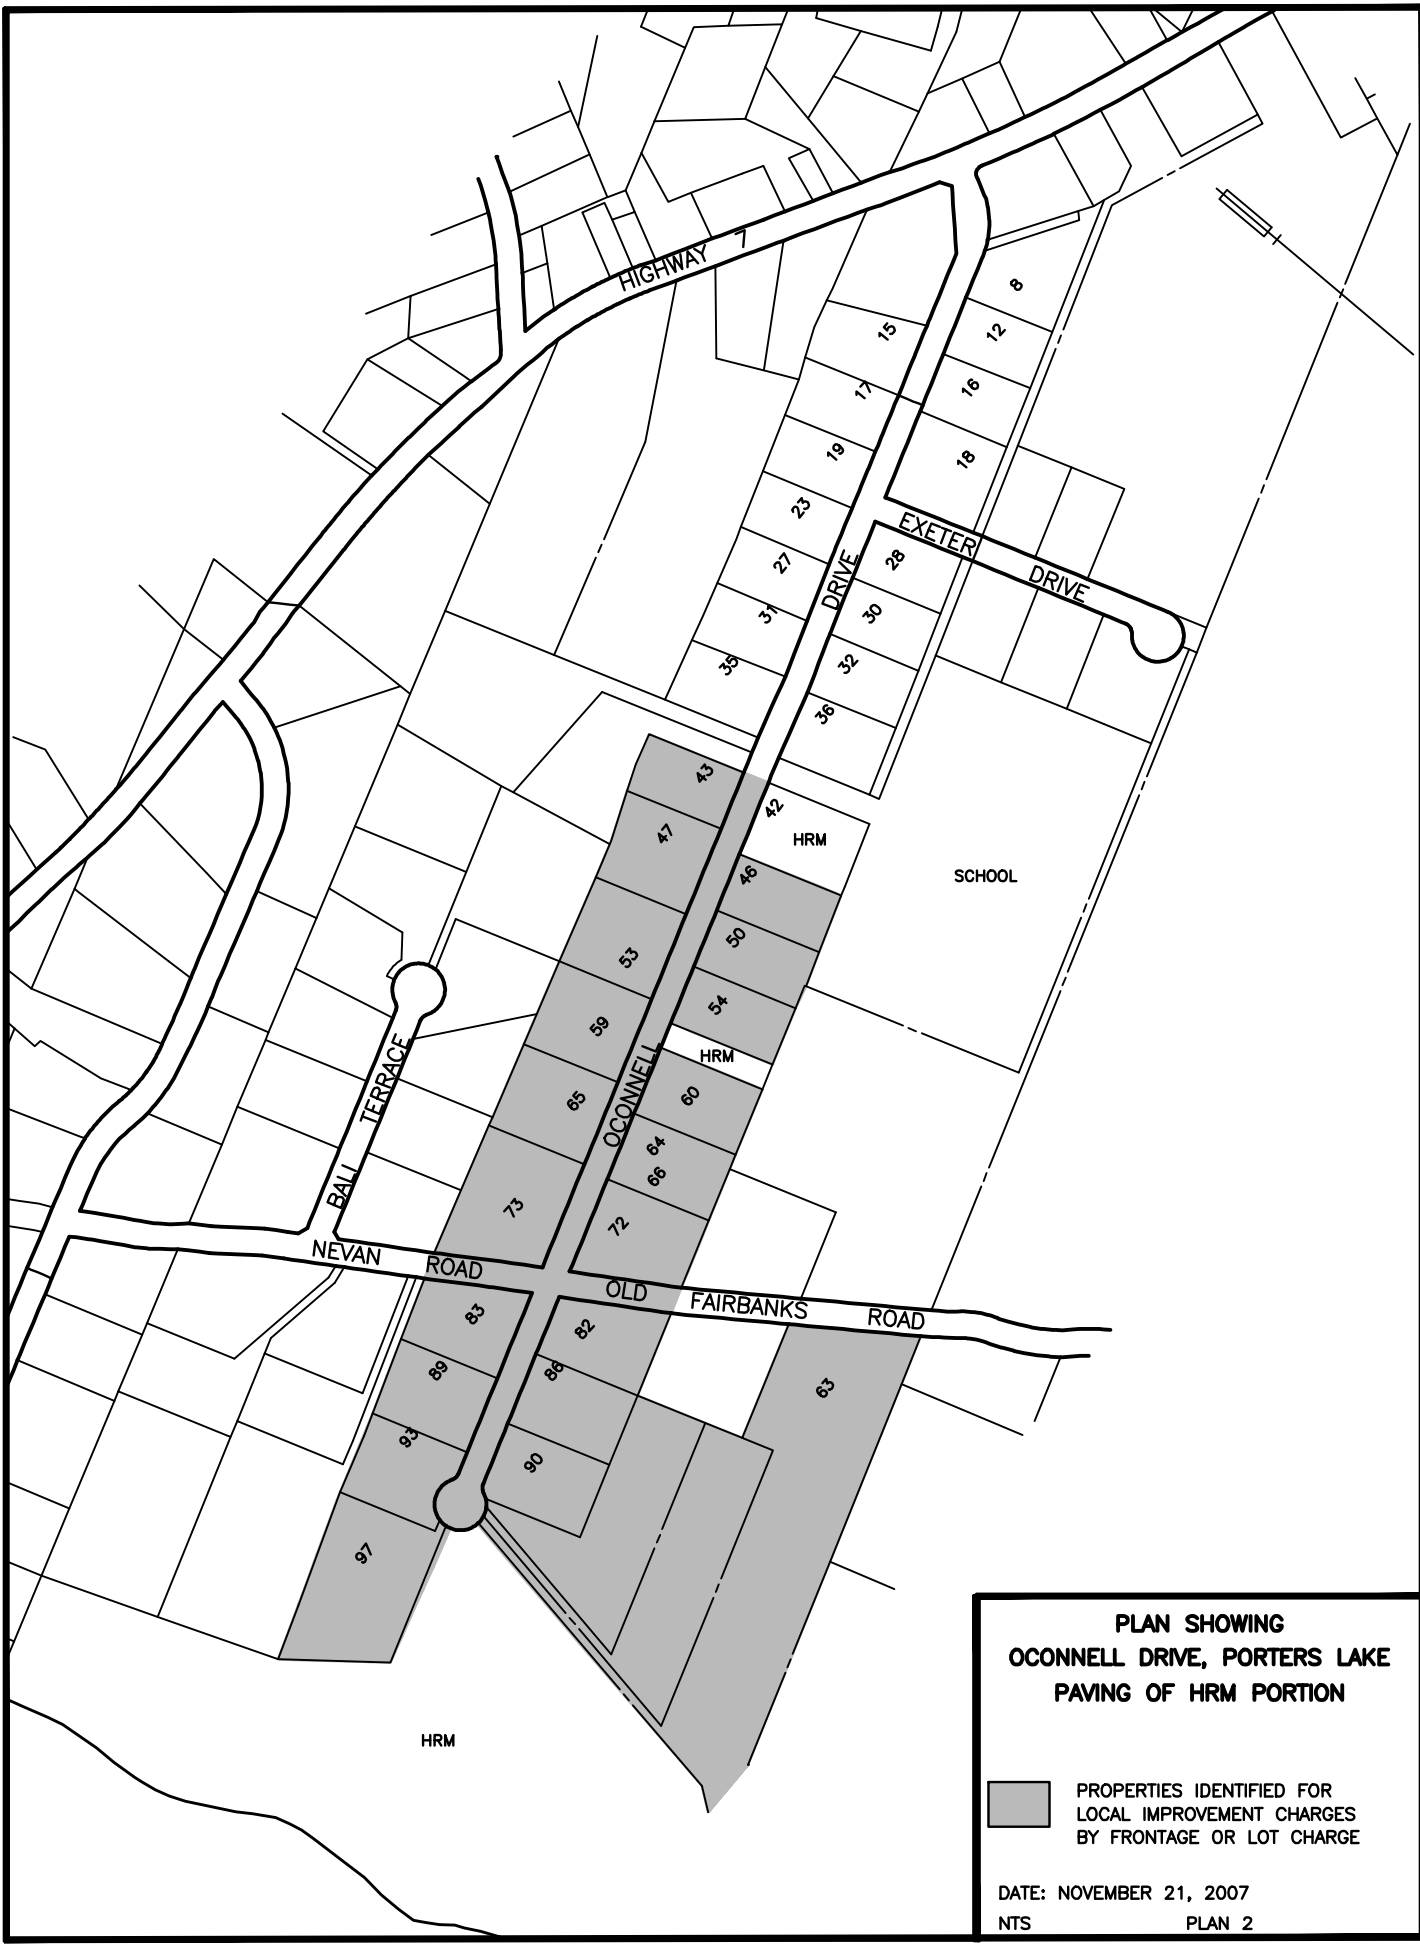 HIGHWAY 7
8
15
12
17
16
19
18
23
EXETER DRIVE
27
28
31
30
35
32
36
DRIVE
43
42
HRM
47
46
SCHOOL
50
53
54
59
HRM
60
65
OCONNELL
64
66
BALI TERRACE
73
72
NEVAN ROAD
OLD FAIRBANKS ROAD
83
82
89
86
63
93
90
97
HRM
PLAN SHOWING
OCONNELL DRIVE, PORTERS LAKE
PAVING OF HRM PORTION
PROPERTIES IDENTIFIED FOR
LOCAL IMPROVEMENT CHARGES
BY FRONTAGE OR LOT CHARGE
DATE: NOVEMBER 21, 2007
NTS PLAN 2